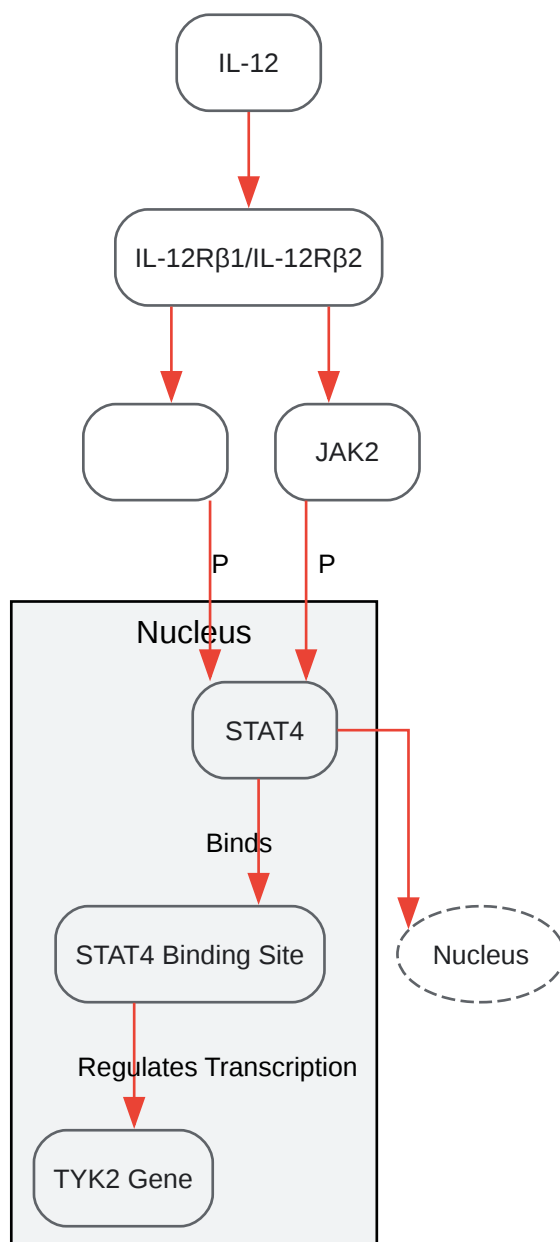 IL-12
IL-12Rβ1/IL-12Rβ2
JAK2
P
P
Nucleus
STAT4
Binds
STAT4 Binding Site
Nucleus
Regulates Transcription
TYK2 Gene